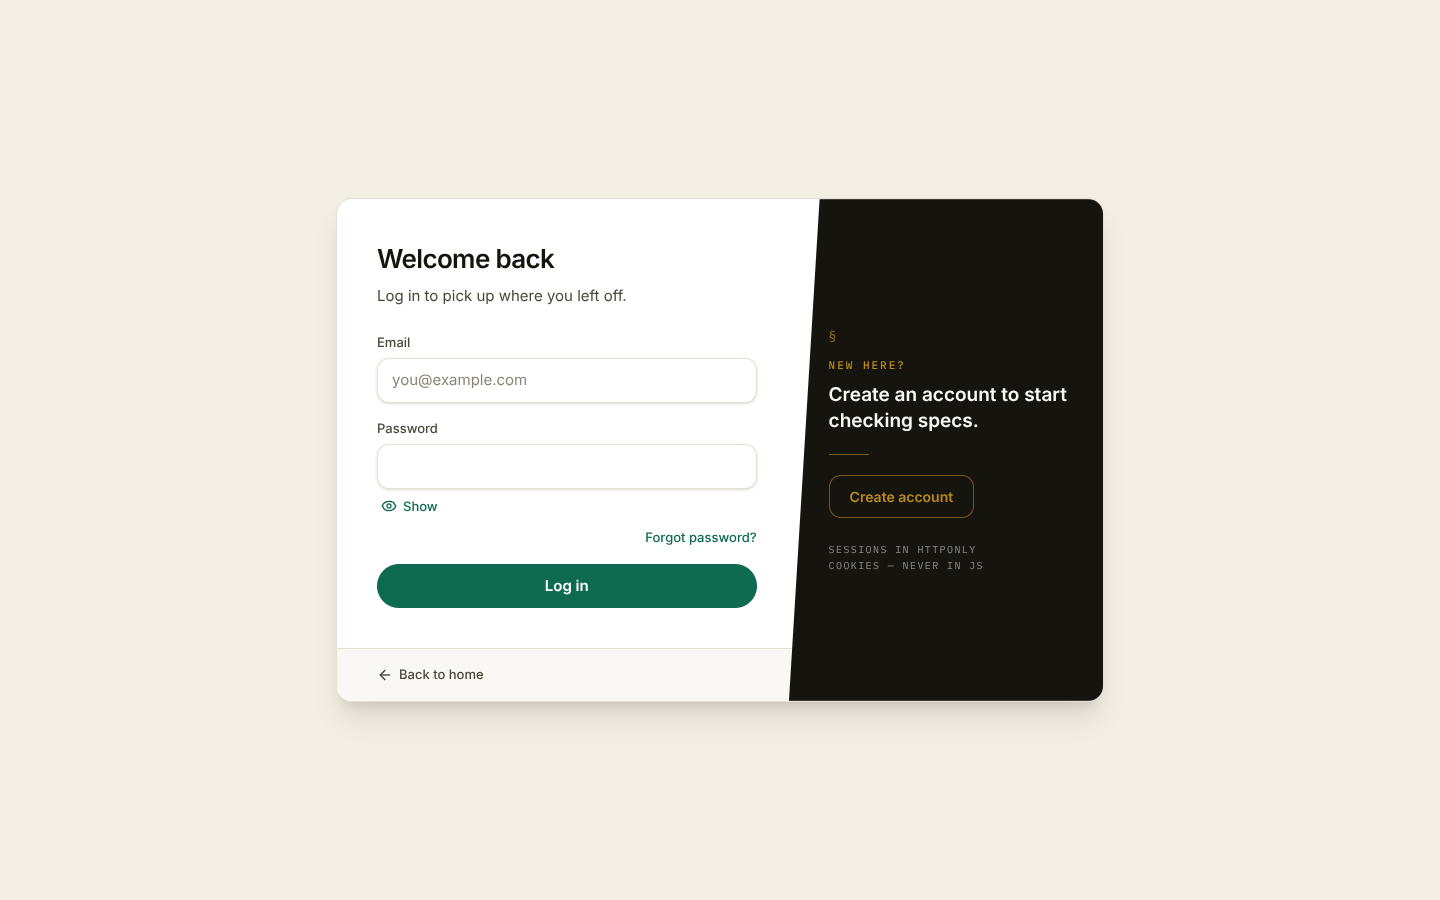 Welcome back
Log in to pick up where you left off.
Email
you@example.com
Password
Show
Forgot password?
Log in
Back to home
§
NEW HERE?
Create an account to start
checking specs.
Create account
SESSIONS IN HTTPONLY
COOKIES — NEVER IN JS